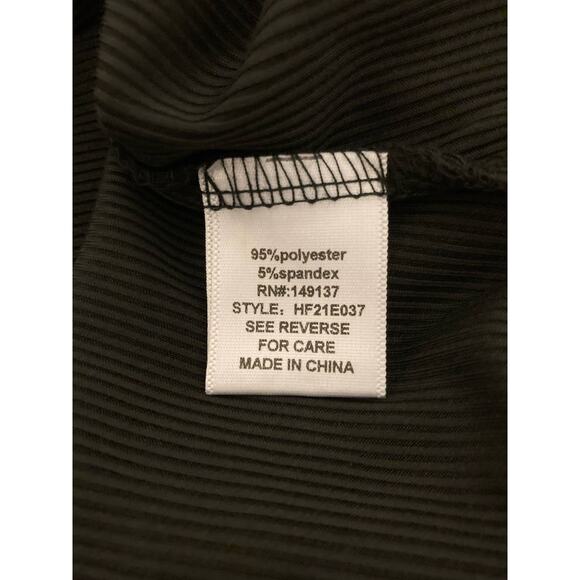 95%polyester
5%spandex
RN#:149137
STYLE: HF21E037
SEE REVERSE
FOR CARE
MADE IN CHINA